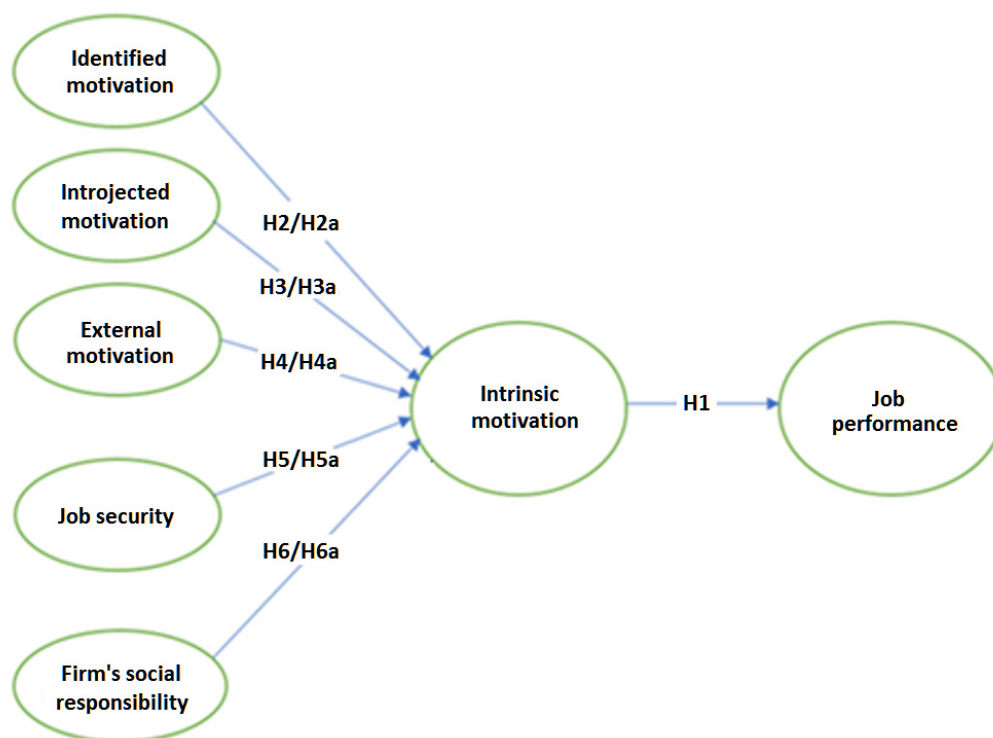 Identified
motivation
Introjected
motivation
External
motivation
Job security
Firm's social
responsibility
H2/H2a
H3/H3a
H4/H4a
H5/H5a
H6/H6a
Intrinsic
motivation
H1
Job
performance